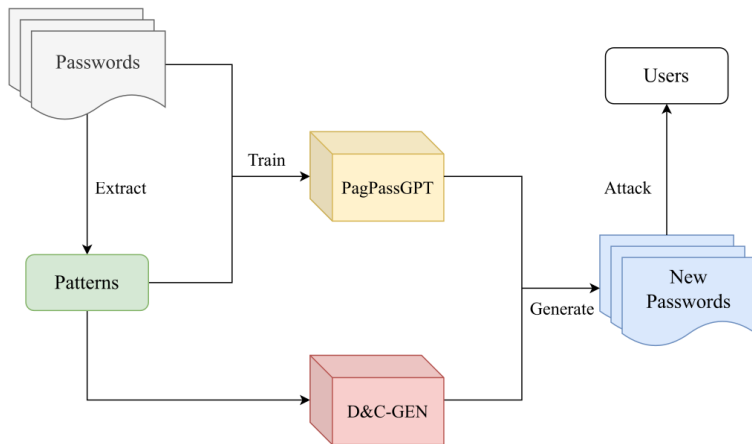 Passwords
Users
Train
PagPassGPT
Extract
Attack
Patterns
New
Passwords
Generate
D&C-GEN